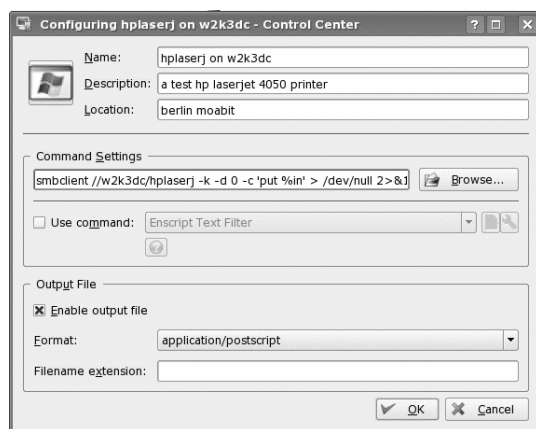 Configuring hplaserj on w2k3dc - Control Center
Name: hplaserj on w2k3dc
Description: a test hp laserjet 4050 printer
Location: berlin moabit
Command Settings
smbclient //w2k3dc/hplaserj -k -d 0 -c 'put %in' > /dev/null 2>&1 Browse...
Use command: Enscript Text Filter
Output File
Enable output file
Format: application/postscript
Filename extension:
OK Cancel